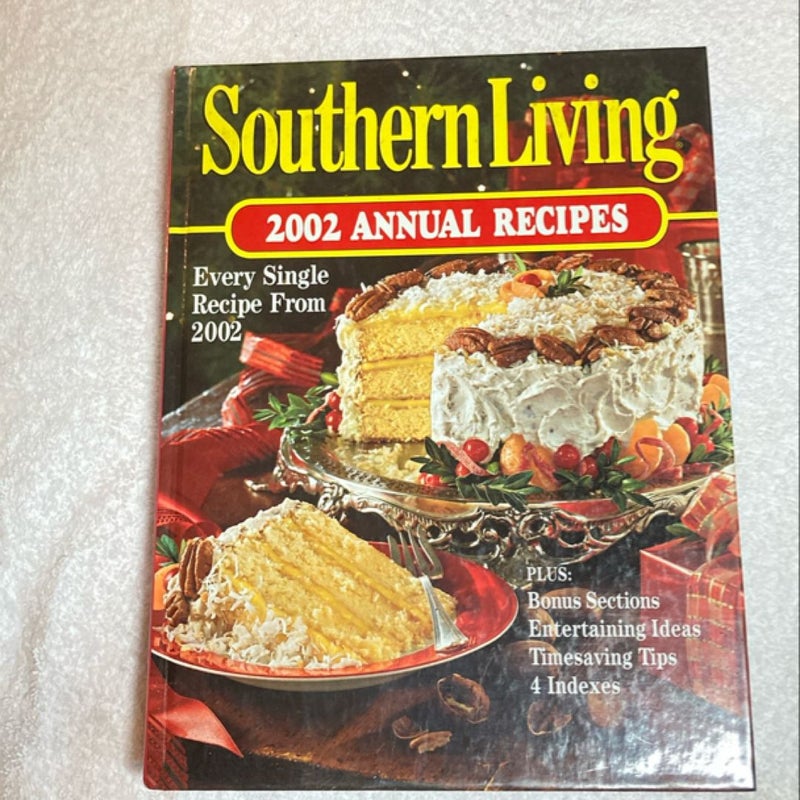 Southern Living
2002 ANNUAL RECIPES
Every Single
Recipe From
2002
PLUS:
Bonus Sections
Entertaining Ideas
Timesaving Tips
4 Indexes